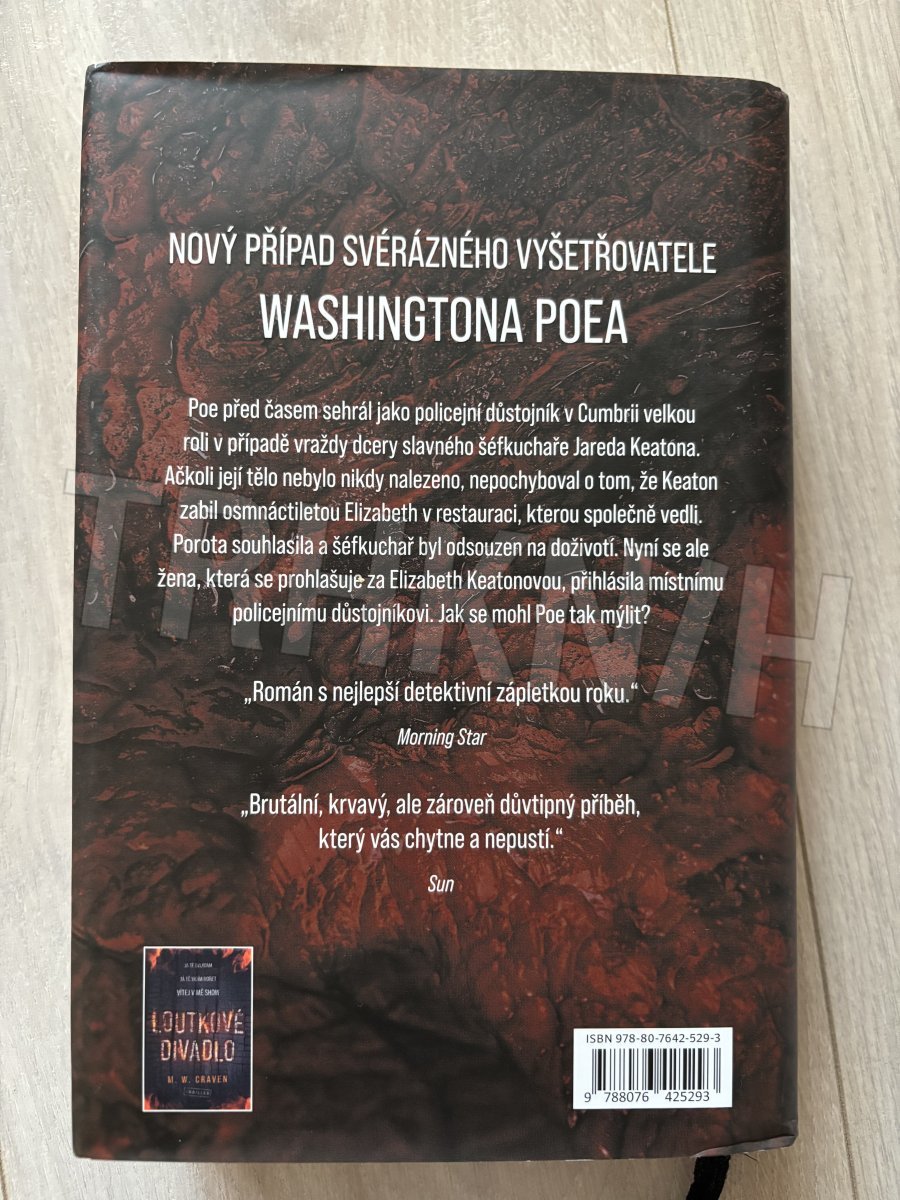 NOVÝ PŘÍPAD SVÉRÁZNÉHO VYŠETŘOVATELE
WASHINGTONA POEA
Poe před časem sehrál jako policejní důstojník v Cumbrii velkou
roli v případě vraždy dcery slavného šéfkuchaře Jareda Keatona.
Ačkoli její tělo nebylo nikdy nalezeno, nepochyboval o tom, že Keaton
zabil osmnáctiletou Elizabeth v restauraci, kterou společně vedli.
Porota souhlasila a šéfkuchař byl odsouzen na doživotí. Nyní se ale
žena, která se prohlašuje za Elizabeth Keatonovou, přihlásila místnímu
policejnímu důstojníkovi. Jak se mohl Poe tak mýlit?
„Román s nejlepší detektivní zápletkou roku.“
Morning Star
„Brutální, krvavý, ale zároveň důvtipný příběh,
který vás chytne a nepustí.“
Sun
VÍTEJ V MÉ SHOW
LOUTKOVÉ
DIVADLO
M. W. CRAVEN
THRILLER
ISBN 978-80-7642-529-3
9 788076 425293
TRHKNIH